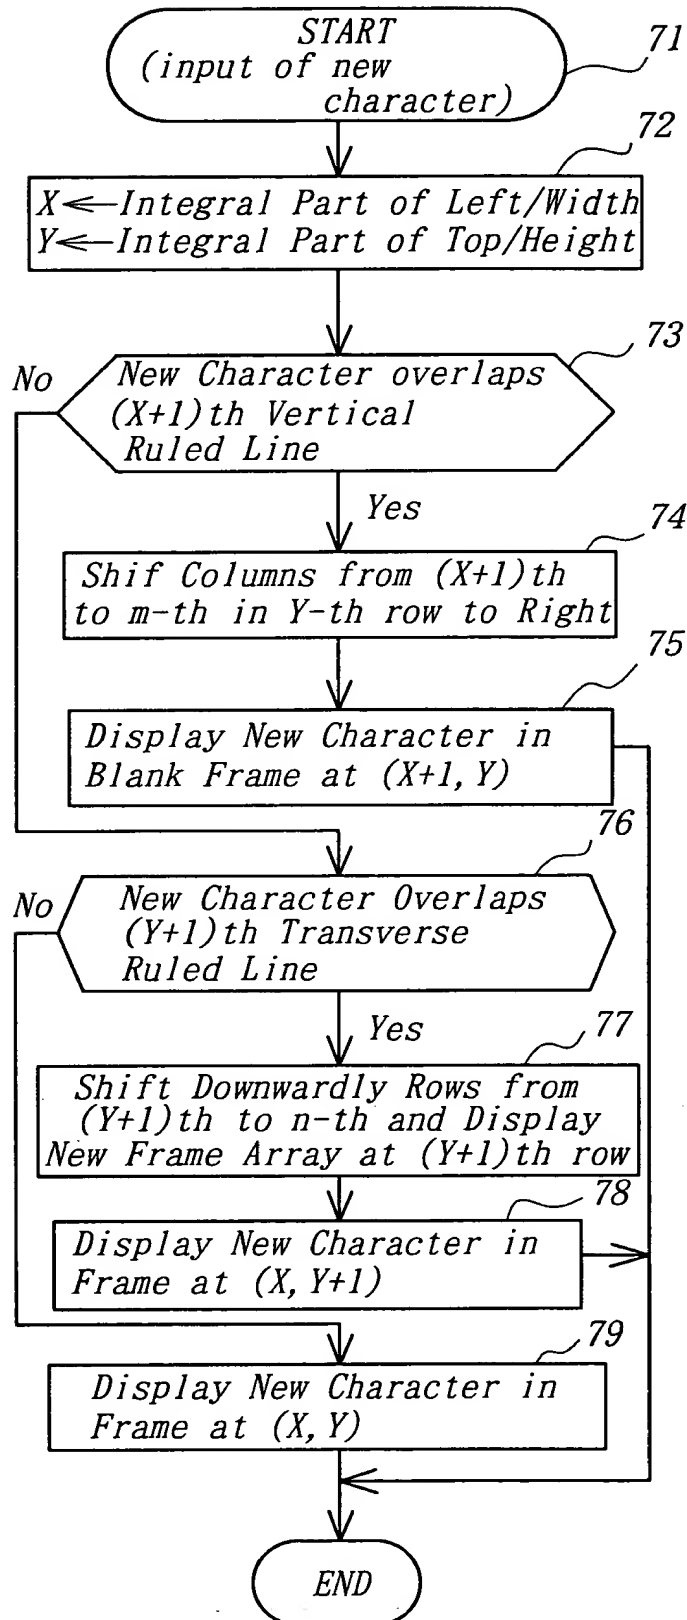 START
71
(input of new
character)
72
X←Integral Part of Left/Width
Y←Integral Part of Top/Height
73
No
New Character overlaps
(X+1)th Vertical
Ruled Line
Yes
74
Shif Columns from (X+1)th
to m-th in Y-th row to Right
75
Display New Character in
Blank Frame at (X+1, Y)
76
No
New Character Overlaps
(Y+1)th Transverse
Ruled Line
Yes
77
Shift Downwardly Rows from
(Y+1)th to n-th and Display
New Frame Array at (Y+1)th row
78
Display New Character in
Frame at (X, Y+1)
79
Display New Character in
Frame at (X, Y)
END